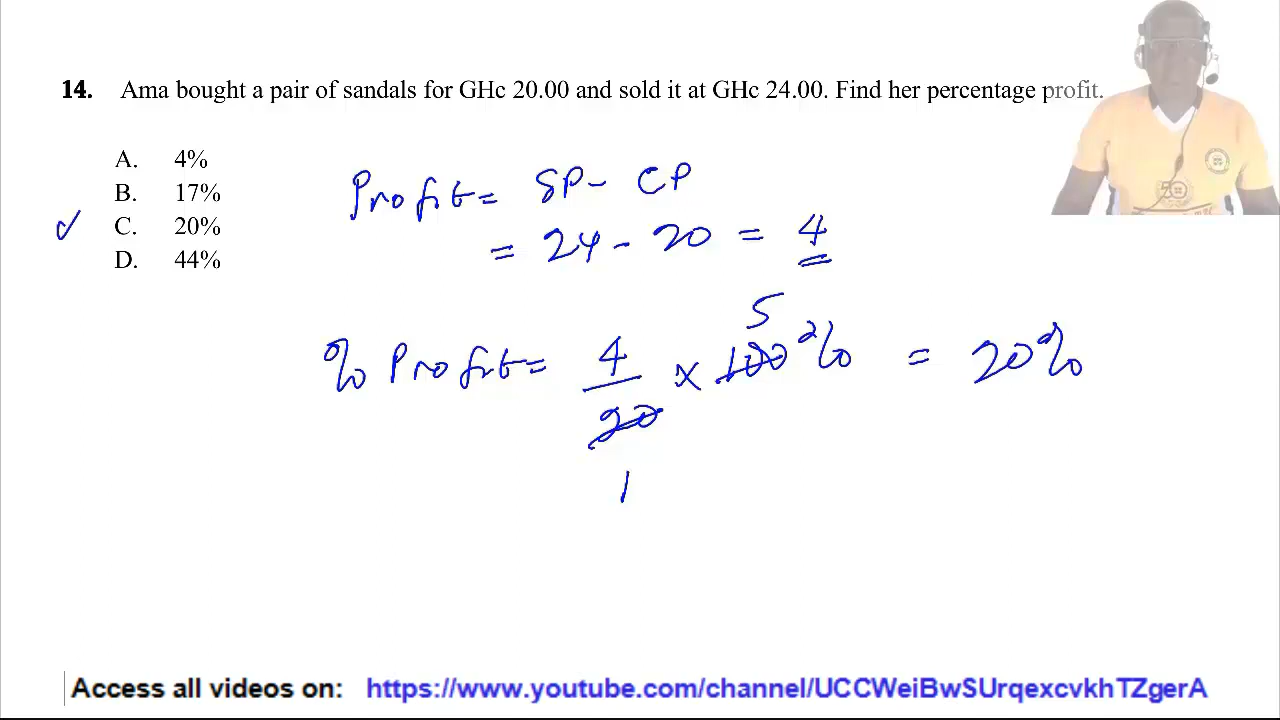 14. Ama bought a pair of sandals for GHc 20.00 and sold it at GHc 24.00. Find her percentage profit.
A. 4%
B. 17%
C. 20%
D. 44%
Profit = SP - CP
= 24 - 20 = 4
5
% Profit = 4/20 x 100% = 20%
1
Access all videos on: https://www.youtube.com/channel/UCCWeiBwSUrqexcvkhTZgerA